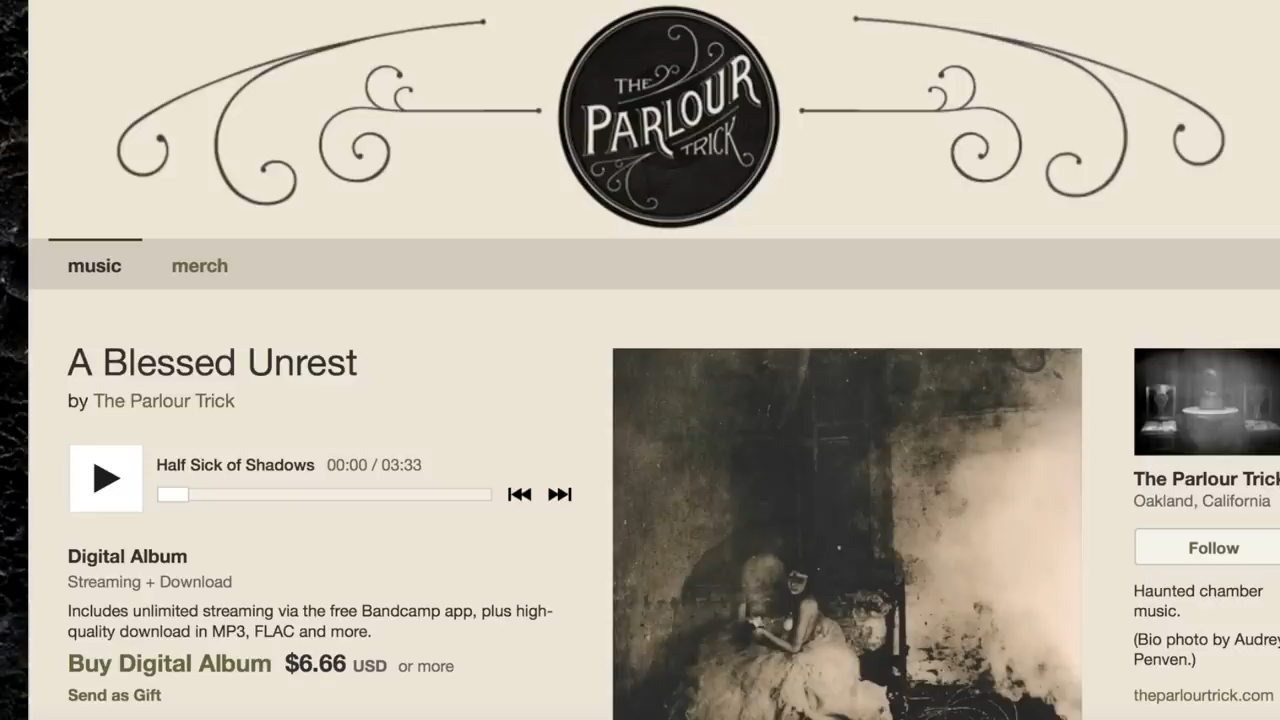 THE
PARLOUR
TRICK
music
merch
A Blessed Unrest
by The Parlour Trick
Half Sick of Shadows 00:00 / 03:33
Digital Album
Streaming + Download
Includes unlimited streaming via the free Bandcamp app, plus high-
quality download in MP3, FLAC and more.
Buy Digital Album $6.66 USD or more
Send as Gift
The Parlour Trick
Oakland, California
Follow
Haunted chamber
music.
(Bio photo by Audrey
Penven.)
theparlourtrick.com